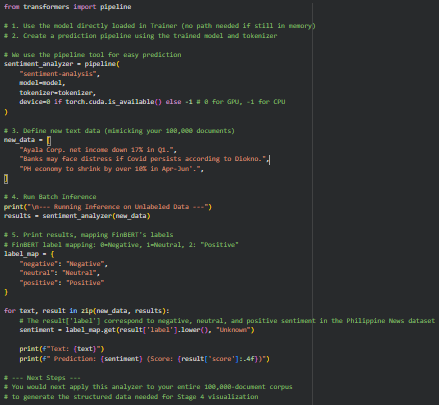 from transformers import pipeline
# 1. Use the model directly loaded in Trainer (no path needed if still in memory)
# 2. Create a prediction pipeline using the trained model and tokenizer
# We use the pipeline tool for easy prediction
sentiment_analyzer = pipeline(
    "sentiment-analysis",
    model=model,
    tokenizer=tokenizer,
    device=0 if torch.cuda.is_available() else -1 # 0 for GPU, -1 for CPU
)
# 3. Define new text data (mimicking your 100,000 documents)
new_data = [
    "Ayala Corp. net income down 17% in Q1.",
    "Banks may face distress if Covid persists according to Diokno.",
    "PH economy to shrink by over 10% in Apr-Jun'.",
]
# 4. Run Batch Inference
print("\n--- Running Inference on Unlabeled Data ---")
results = sentiment_analyzer(new_data)
# 5. Print results, mapping FinBERT's labels
# FinBERT label mapping: 0=Negative, 1=Neutral, 2: "Positive"
label_map = {
    "negative": "Negative",
    "neutral": "Neutral",
    "positive": "Positive"
}
for text, result in zip(new_data, results):
    # The result['label'] correspond to negative, neutral, and positive sentiment in the Philippine News dataset
    sentiment = label_map.get(result['label'].lower(), "Unknown")
    print(f"Text: {text}")
    print(f" Prediction: {sentiment} (Score: {result['score']:.4f})")
# --- Next Steps ---
# You would next apply this analyzer to your entire 100,000-document corpus
# to generate the structured data needed for Stage 4 visualization